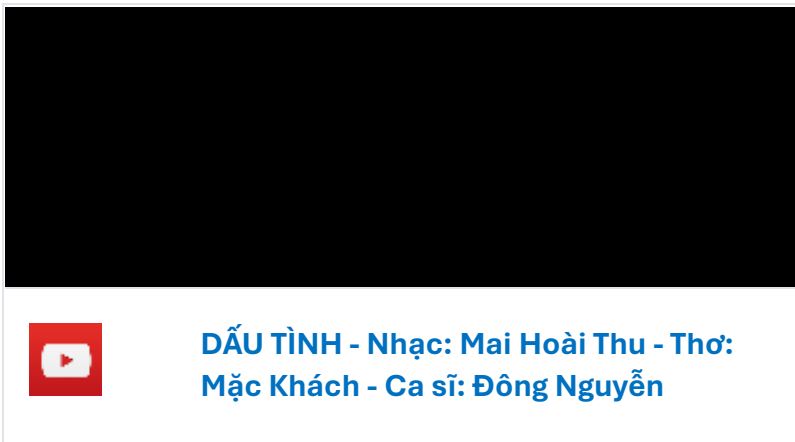 DẤU TÌNH - Nhạc: Mai Hoài Thu - Thơ:
Mặc Khách - Ca sĩ: Đông Nguyễn